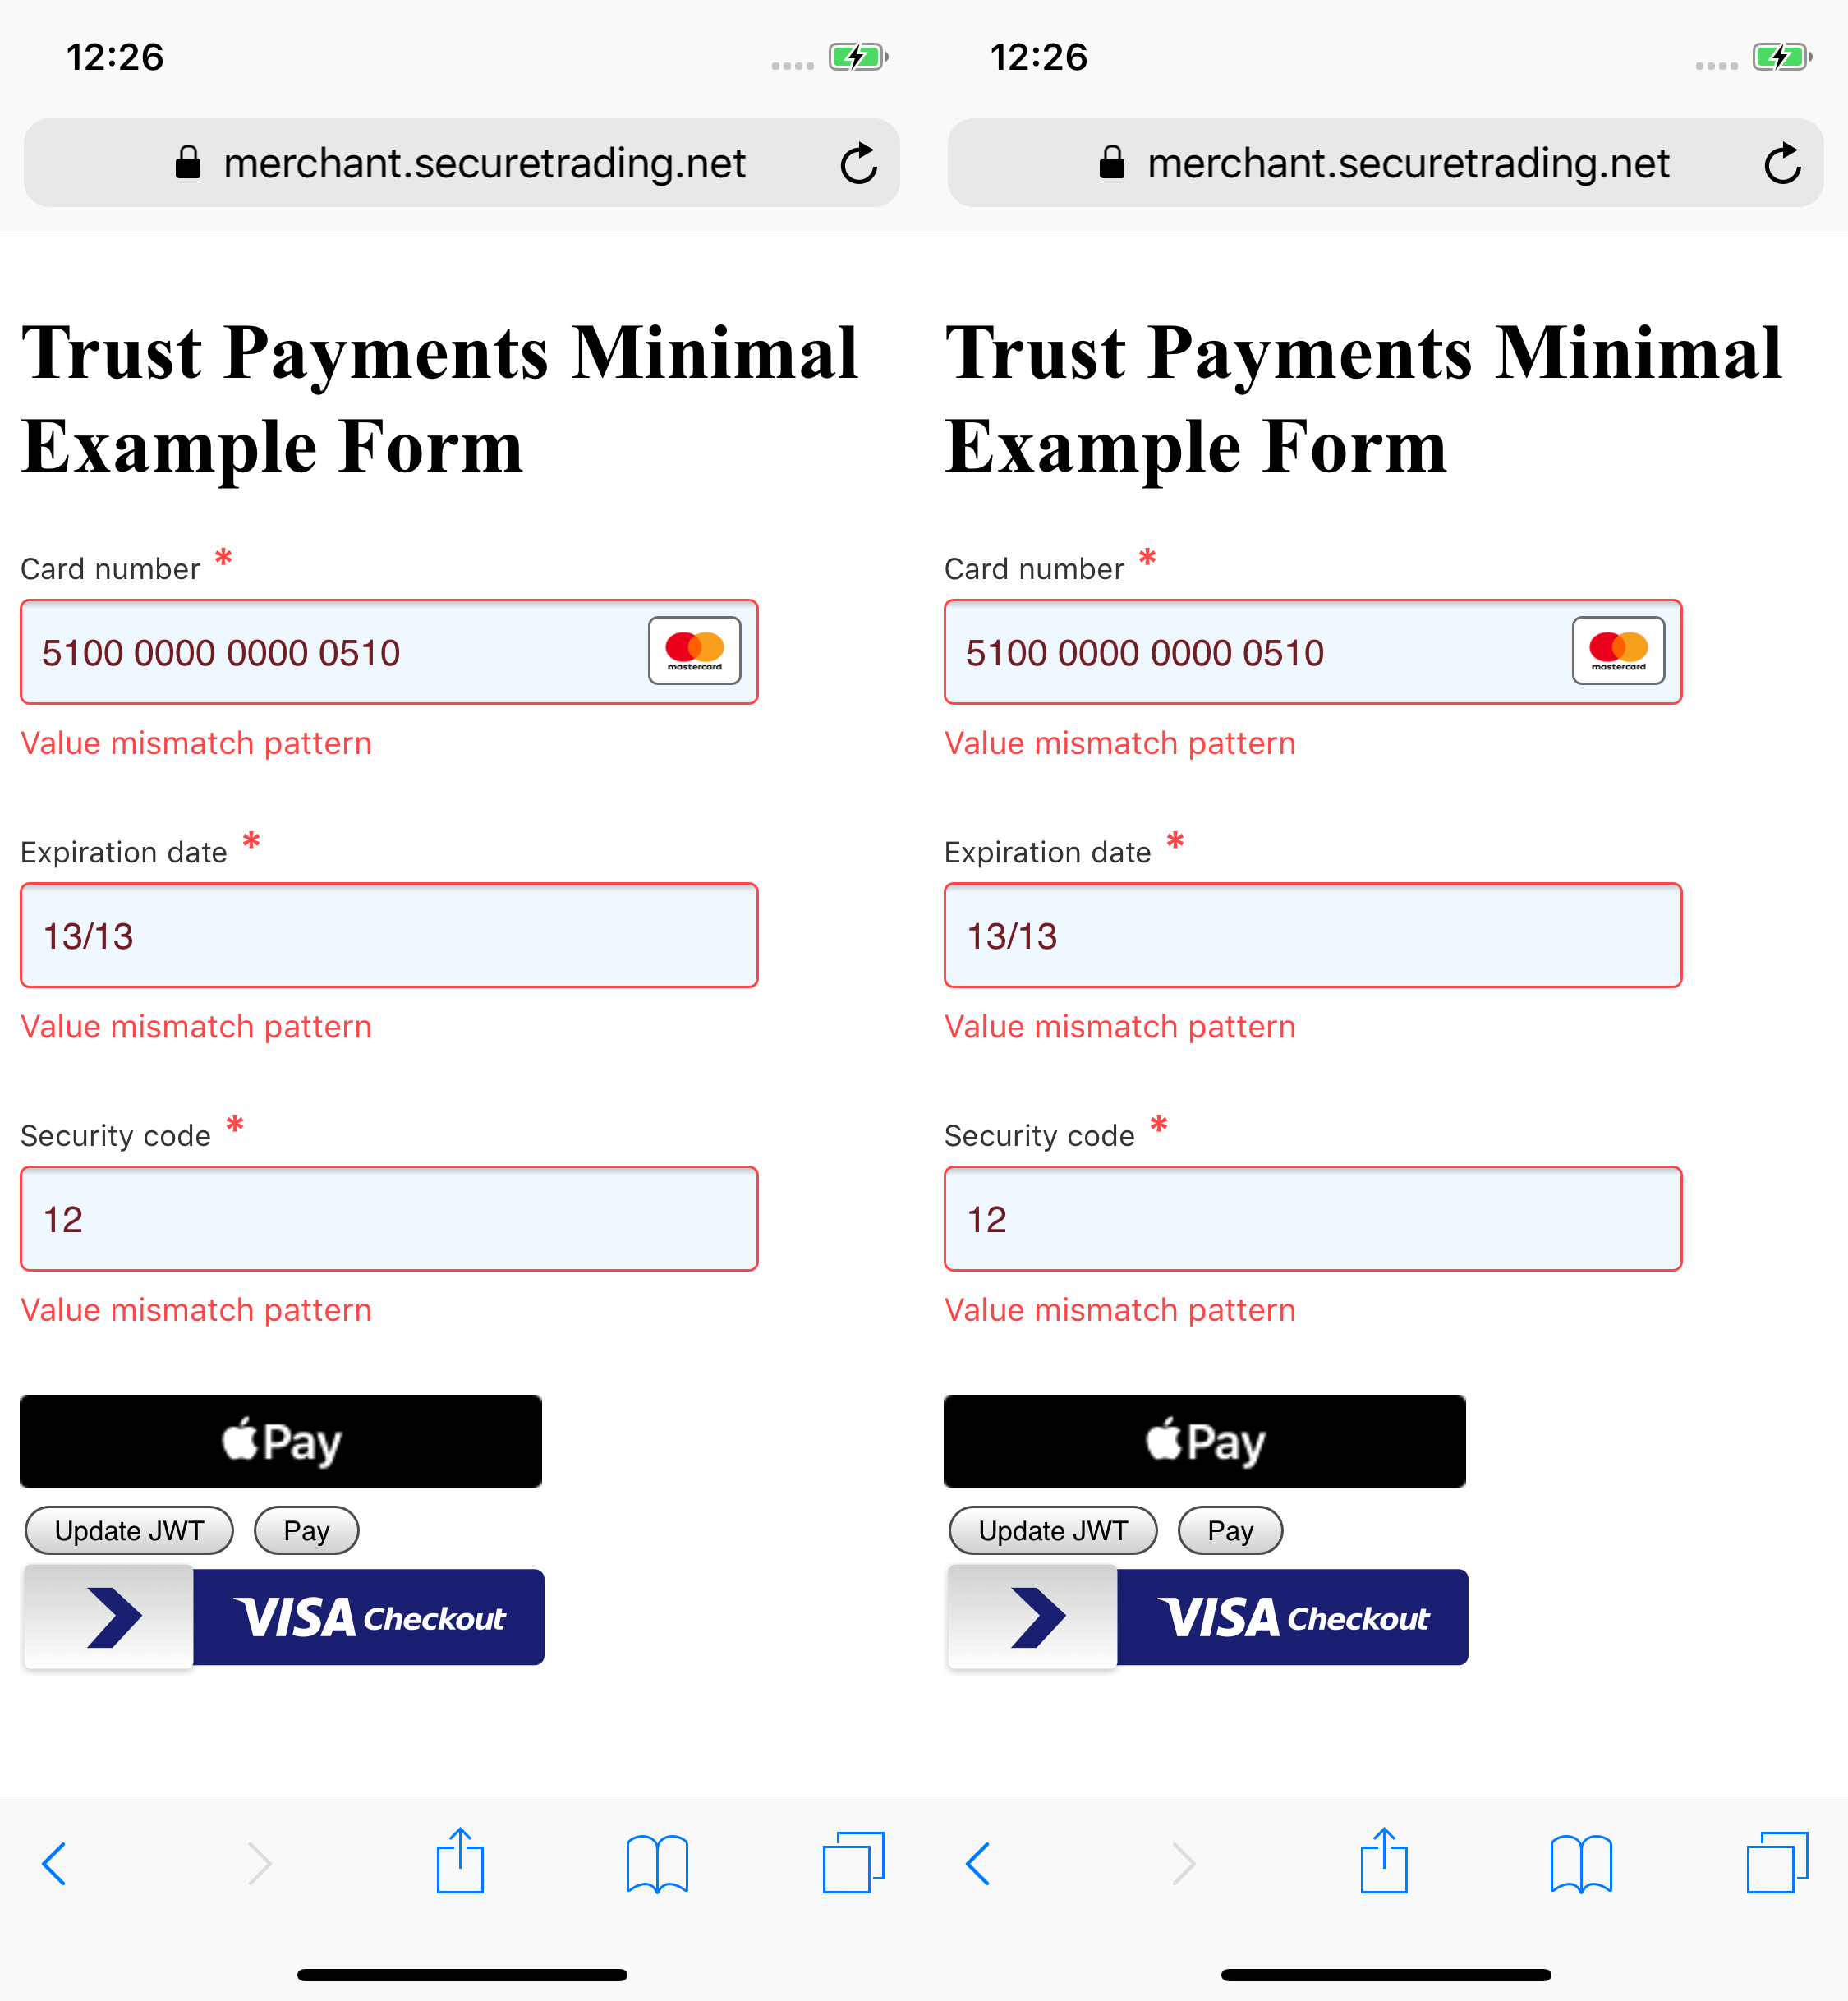 12:26
merchant.securetrading.net
Trust Payments Minimal
Example Form
Card number *
5100 0000 0000 0510
mastercard
Value mismatch pattern
Expiration date *
13/13
Value mismatch pattern
Security code *
12
Value mismatch pattern
Pay
Update JWT Pay
VISA Checkout
12:26
merchant.securetrading.net
Trust Payments Minimal
Example Form
Card number *
5100 0000 0000 0510
mastercard
Value mismatch pattern
Expiration date *
13/13
Value mismatch pattern
Security code *
12
Value mismatch pattern
Pay
Update JWT Pay
VISA Checkout